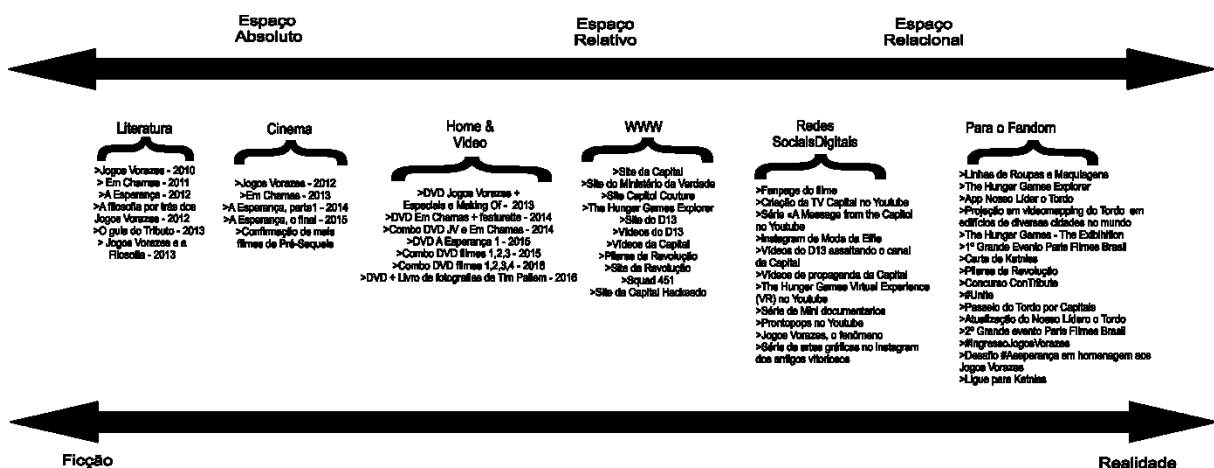 Espaço
Absoluto
Espaço
Relativo
Espaço
Relacional
Literatura
>Jogos Vorazes - 2010
> Em Chamas - 2011
>A Esperança - 2012
>A filosofia por trás dos
Jogos Vorazes - 2012
>O guia do Tributo - 2013
> Jogos Vorazes e a
Filosofia - 2013
Cinema
>Jogos Vorazes - 2012
>Em Chamas - 2013
>A Esperança, parte1 - 2014
>A Esperança, o final - 2015
>Confirmação de mais
filmes de Pré-Sequela
Home &
Video
>DVD Jogos Vorazes +
Especiais e Making Of - 2013
>DVD Em Chamas + featurette - 2014
>Combo DVD JV e Em Chamas - 2014
>DVD A Esperança 1 - 2015
>Combo DVD filmes 1,2,3 - 2015
>Combo DVD filmes 1,2,3,4 - 2016
>DVD + Livro de fotografias de Tim Pallem - 2016
WWW
>Site da Capital
>Site do Ministério da Verdade
>Site Capitol Couture
>The Hunger Games Explorer
>Site do D13
>Vídeos do D13
>Vídeos da Capital
>Pilares da Revolução
>Site da Revolução
>Squad 451
>Site da Capital Hackeado
Redes
SociaisDigitais
>Fanpage do filme
>Criação da TV Capital no Youtube
>Série «A Message from the Capitol
no Youtube
>Instagram de Moda da Effie
>Vídeos do D13 assaltando o canal
da Capital
>Vídeos de propaganda da Capital
>The Hunger Games Virtual Experience
(VR) no Youtube
>Série de Mini documentarios
>Prontopops no Youtube
>Jogos Vorazes, o fenômeno
>Série de artes gráficas no Instagram
dos antigos vitoriosos
Para o Fandom
>Linhas de Roupas e Maquiagens
>The Hunger Games Explorer
>App Nosso Líder o Tordo
>Projeção em videomapping do Tordo em
edifícios de diversas cidades no mundo
>The Hunger Games - The Exibihition
>1º Grande Evento Paris Filmes Brasil
>Carta de Katniss
>Pilares de Revolução
>Concurso ConTribute
>#Unite
>Passeio do Tordo por Capitais
>Atualização do Nosso Lídero o Tordo
>2º Grande evento Paris Filmes Brasil
>#IngressoJogosVorazes
>Desafio #Aesperança em homenagem aos
Jogos Vorazes
>Ligue para Katniss
Ficção
Realidade